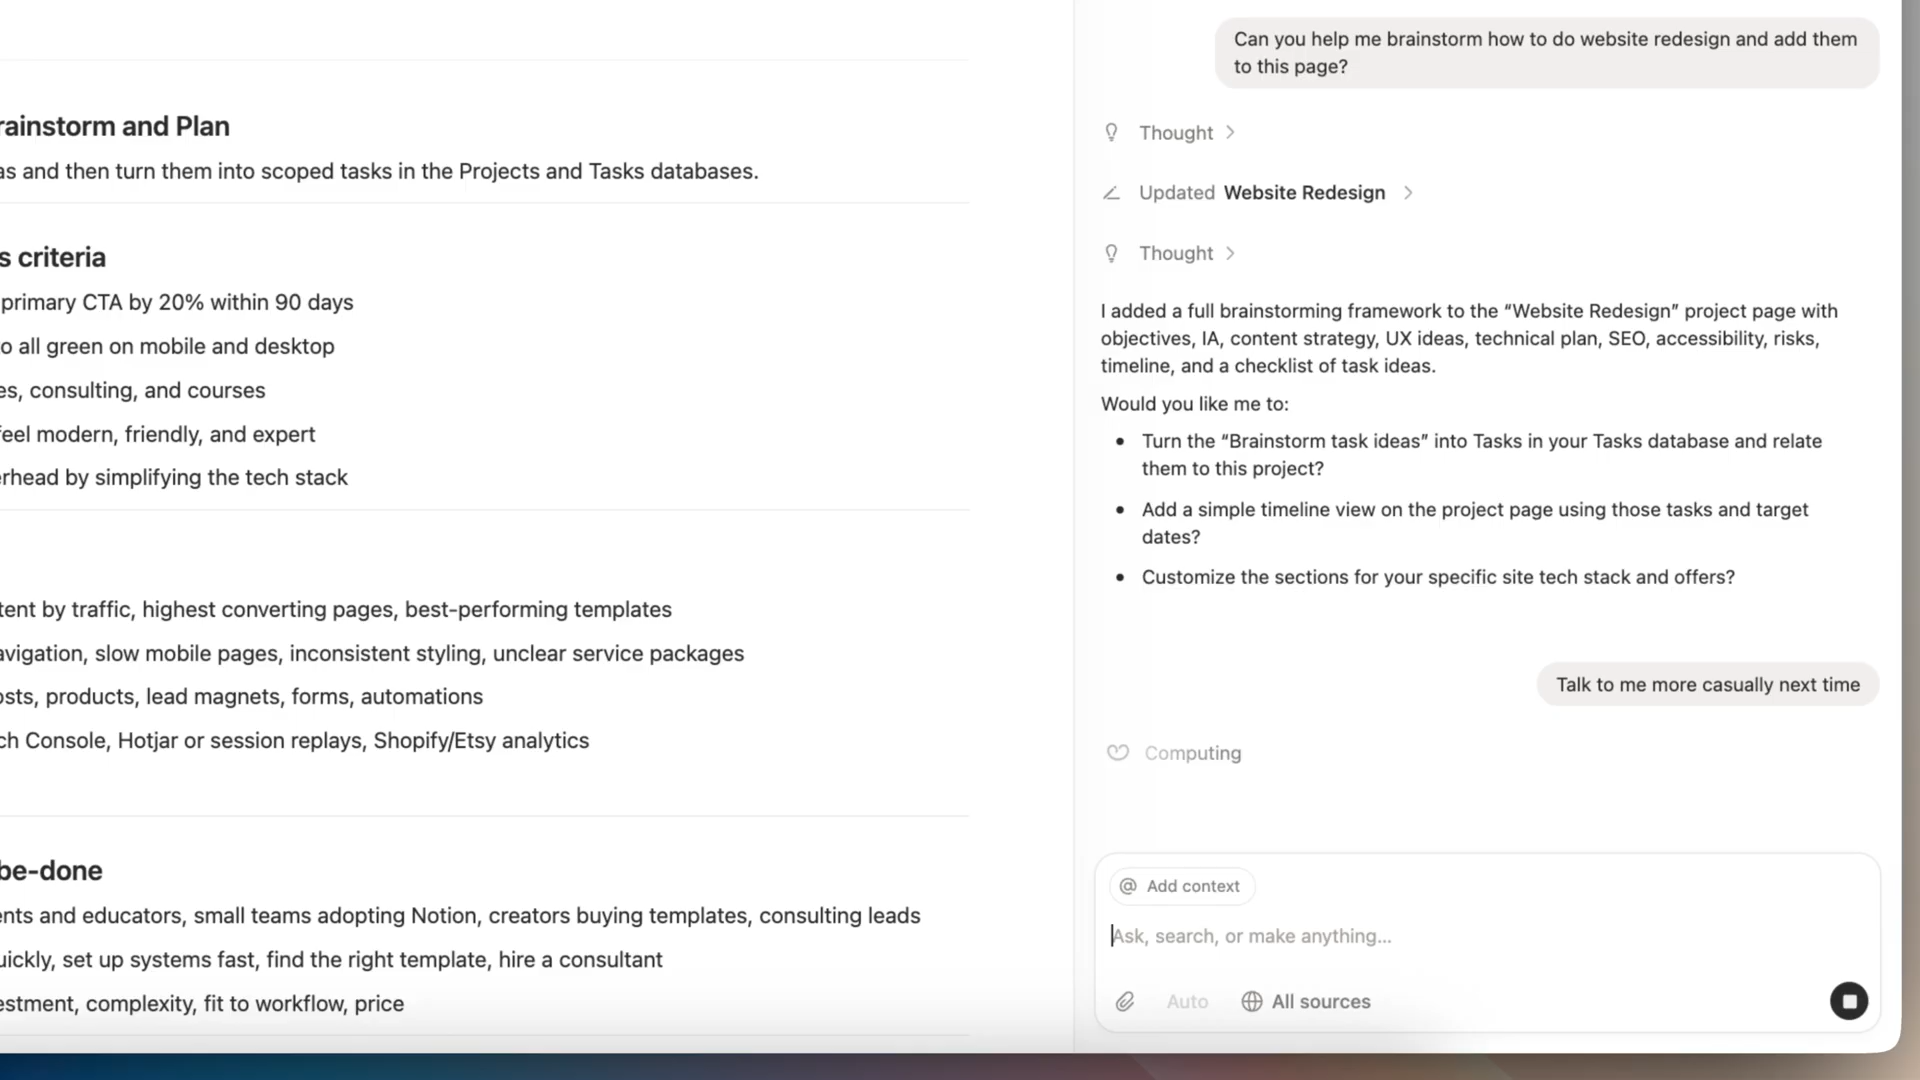 Brainstorm and Plan
and then turn them into scoped tasks in the Projects and Tasks databases.
criteria
primary CTA by 20% within 90 days
all green on mobile and desktop
consulting, and courses
feel modern, friendly, and expert
by simplifying the tech stack
by traffic, highest converting pages, best-performing templates
slow mobile pages, inconsistent styling, unclear service packages
products, lead magnets, forms, automations
Console, Hotjar or session replays, Shopify/Etsy analytics
be-done
and educators, small teams adopting Notion, creators buying templates, consulting leads
set up systems fast, find the right template, hire a consultant
complexity, fit to workflow, price
Can you help me brainstorm how to do website redesign and add them
to this page?
Thought
Updated Website Redesign
Thought
I added a full brainstorming framework to the “Website Redesign” project page with
objectives, IA, content strategy, UX ideas, technical plan, SEO, accessibility, risks,
timeline, and a checklist of task ideas.
Would you like me to:
• Turn the “Brainstorm task ideas” into Tasks in your Tasks database and relate
them to this project?
• Add a simple timeline view on the project page using those tasks and target
dates?
• Customize the sections for your specific site tech stack and offers?
Talk to me more casually next time
Computing
@ Add context
Ask, search, or make anything...
Auto
All sources